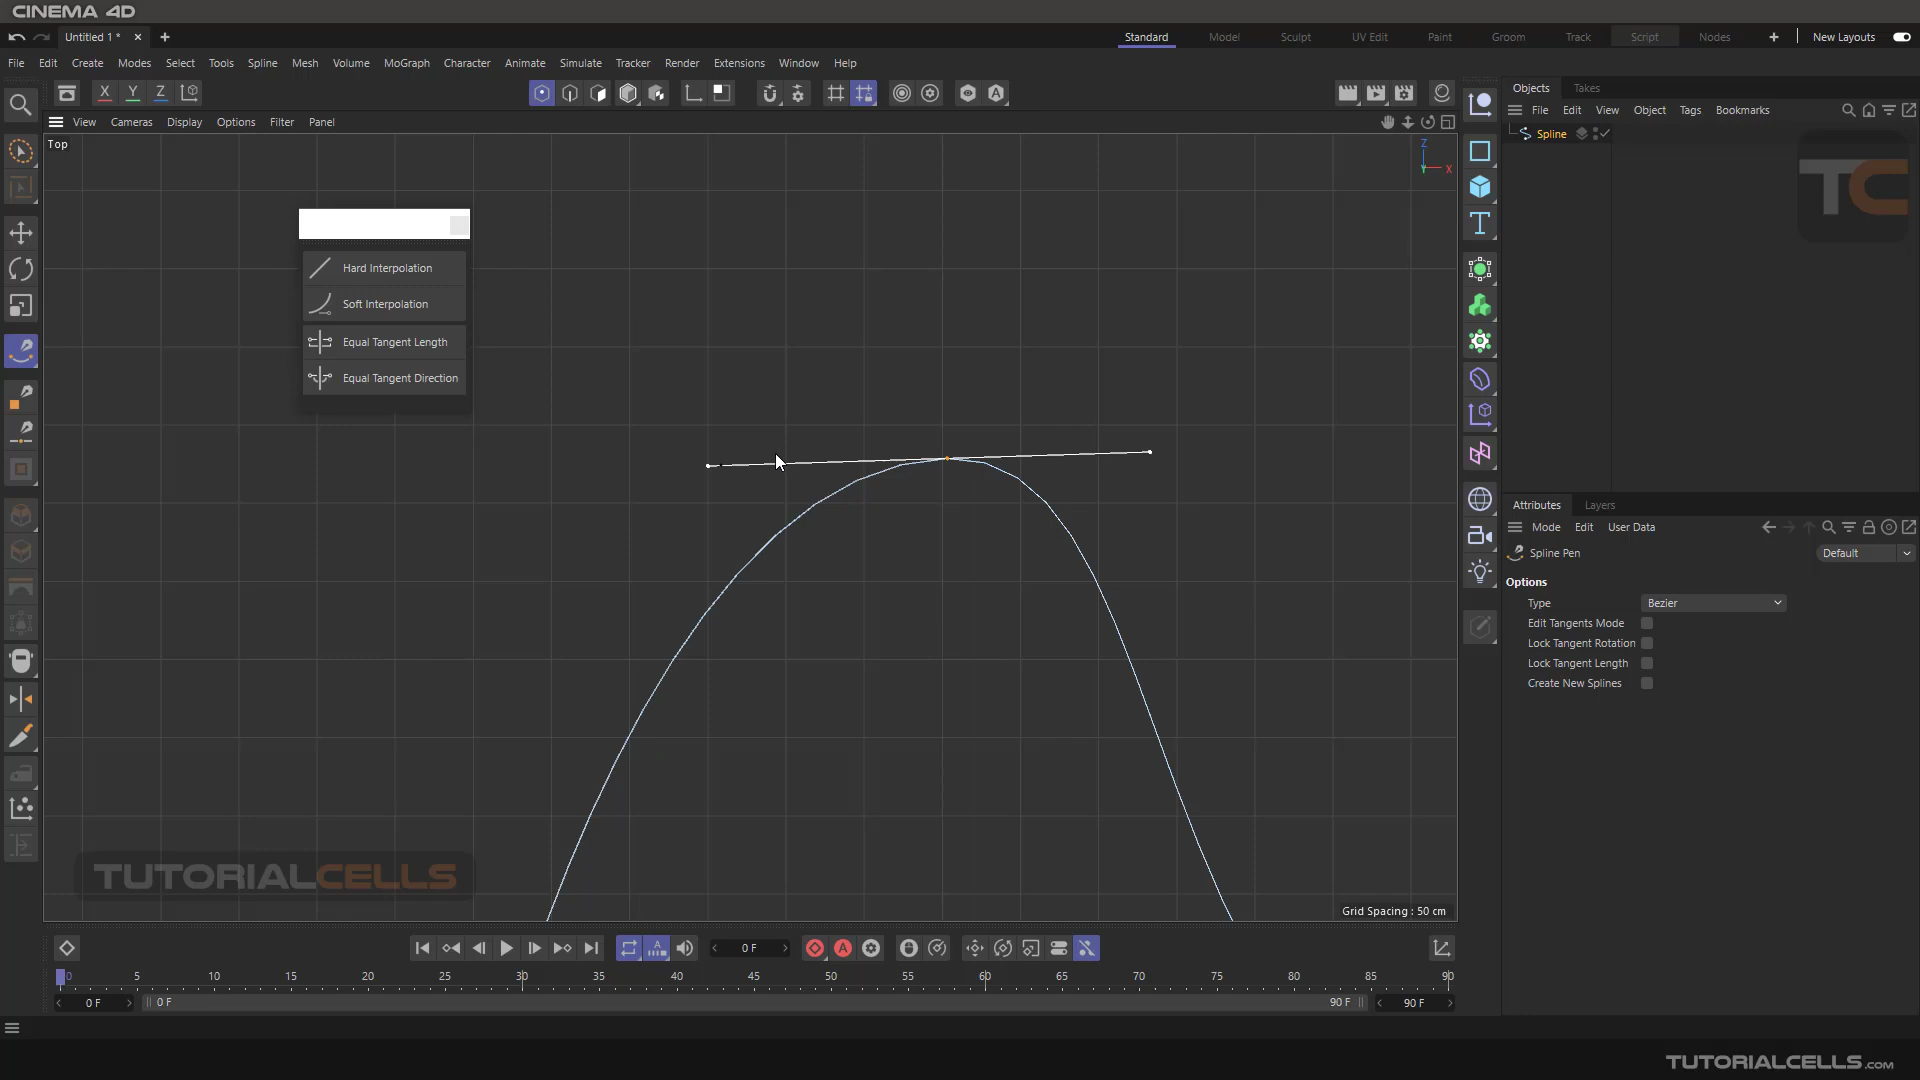 CINEMA 4D
Untitled 1 *
Standard Model Sculpt UV Edit Paint Groom Track Script Nodes New Layouts
File Edit Create Modes Select Tools Spline Mesh Volume MoGraph Character Animate Simulate Tracker Render Extensions Window Help
X Y Z
View Cameras Display Options Filter Panel
Top
Z
Y X
Hard Interpolation
Soft Interpolation
Equal Tangent Length
Equal Tangent Direction
Grid Spacing : 50 cm
TUTORIALCELLS
Objects Takes
File Edit View Object Tags Bookmarks
Spline
TC
Attributes Layers
Mode Edit User Data
Spline Pen Default
Options
Type Bezier
Edit Tangents Mode
Lock Tangent Rotation
Lock Tangent Length
Create New Splines
0 F
0 5 10 15 20 25 30 35 40 45 50 55 60 65 70 75 80 85 90
0 F 0 F 90 F 90 F
TUTORIALCELLS.com